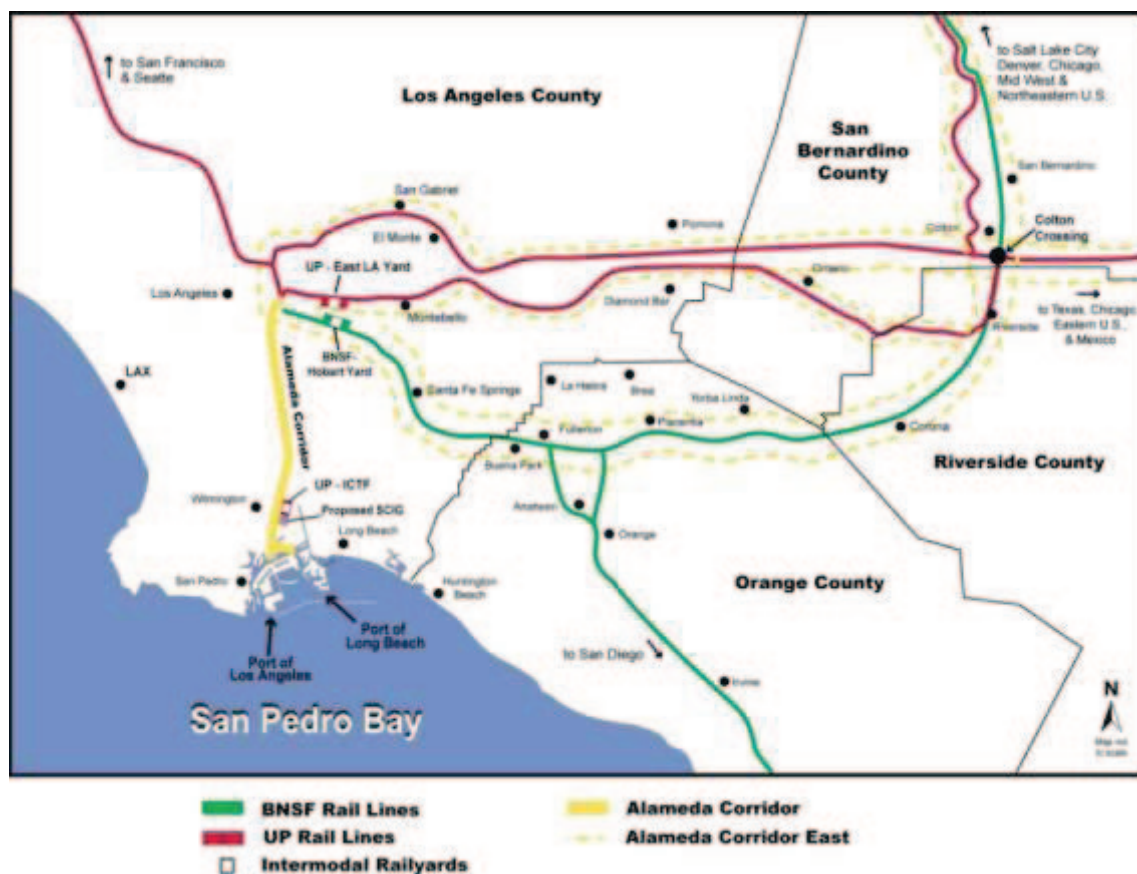 to San Francisco
& Seatte
Los Angeles County
to Salt Lake City
Denver, Chicago,
Mid West &
Northeastern U.S.
San
Bernardino
County
San Bernardino
San Gabriel
Pomona
Colton
Colton
Crossing
El Monte
UP - East LA Yard
Ontario
Los Angeles
Diamond Bar
Montebello
to Texas, Chicago,
Eastern U.S.,
& Mexico
Riverside
BNSF-
Hobart Yard
LAX
Alameda Corridor
Santa Fe Springs
La Habra
Brea
Yorba Linda
Placentia
Fullerton
Corona
Buena Park
Riverside County
UP - ICTF
Wilmington
Proposed SCIG
Anaheim
Long Beach
Orange
San Pedro
Huntington
Beach
Orange County
Port of
Long Beach
Port of
Los Angeles
to San Diego
Irvine
San Pedro Bay
N
Map not
to scale
BNSF Rail Lines
Alameda Corridor
UP Rail Lines
Alameda Corridor East
Intermodal Railyards